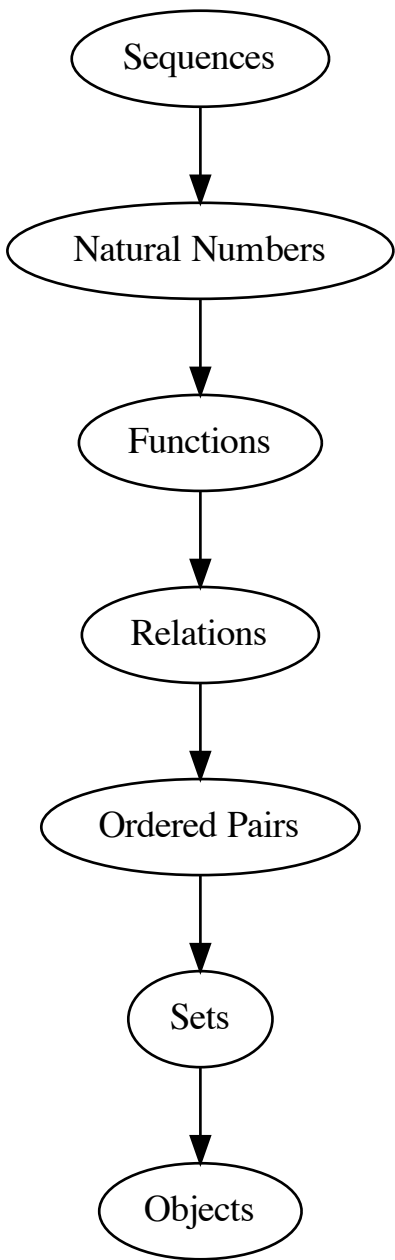 Sequences
Natural Numbers
Functions
Relations
Ordered Pairs
Sets
Objects